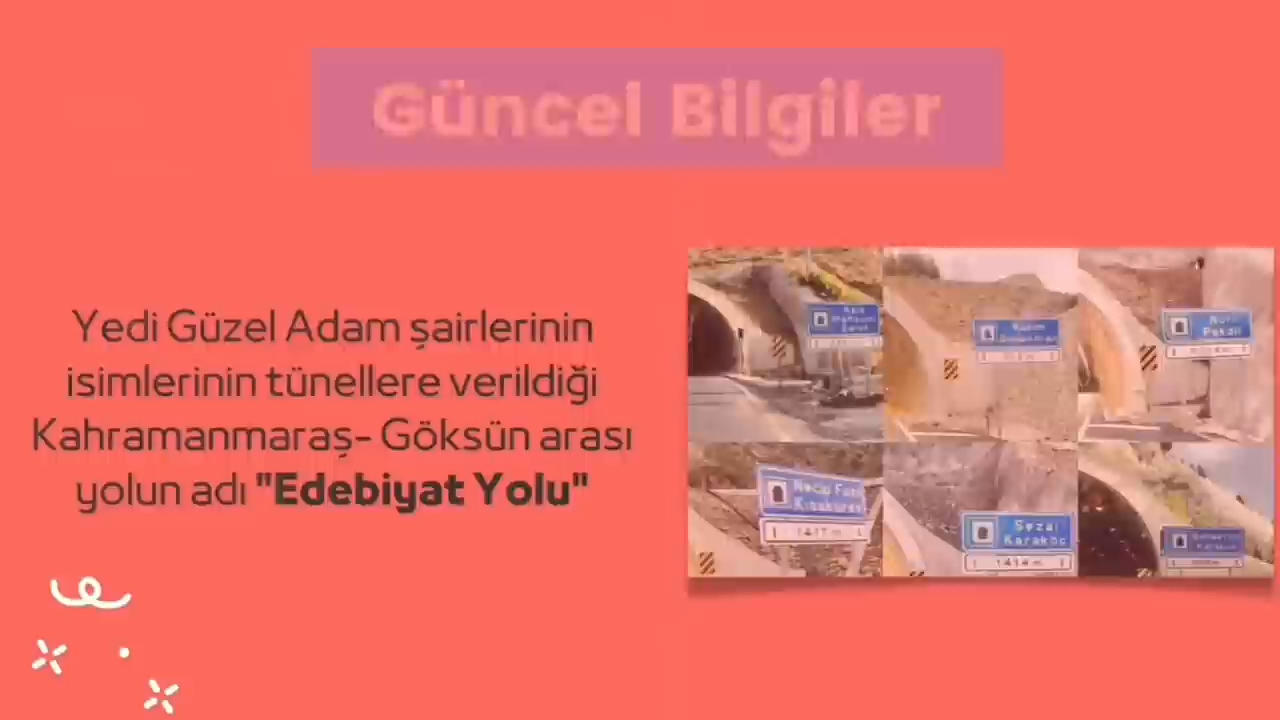 Güncel Bilgiler
Yedi Güzel Adam şairlerinin
isimlerinin tünellere verildiği
Kahramanmaraş- Göksün arası
yolun adı "Edebiyat Yolu"
Nuri
Pakdil
Necip Fazıl
Kısakürek
1417 m
Sezai
Karakoç
1414 m